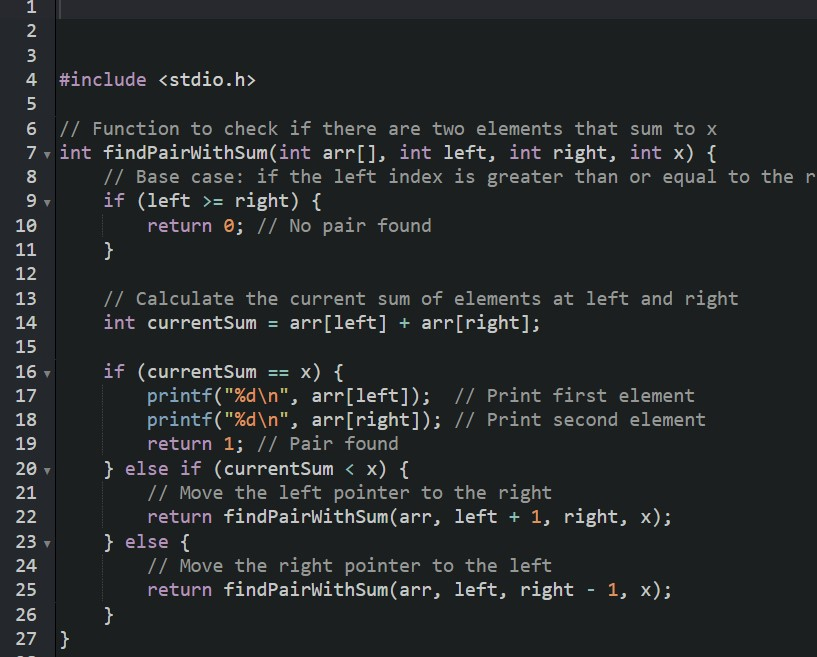 1
2
3
4 #include <stdio.h>
5
6 // Function to check if there are two elements that sum to x
7 int findPairWithSum(int arr[], int left, int right, int x) {
8     // Base case: if the left index is greater than or equal to the r
9     if (left >= right) {
10         return 0; // No pair found
11     }
12
13     // Calculate the current sum of elements at left and right
14     int currentSum = arr[left] + arr[right];
15
16     if (currentSum == x) {
17         printf("%d\n", arr[left]);  // Print first element
18         printf("%d\n", arr[right]); // Print second element
19         return 1; // Pair found
20     } else if (currentSum < x) {
21         // Move the left pointer to the right
22         return findPairWithSum(arr, left + 1, right, x);
23     } else {
24         // Move the right pointer to the left
25         return findPairWithSum(arr, left, right - 1, x);
26     }
27 }